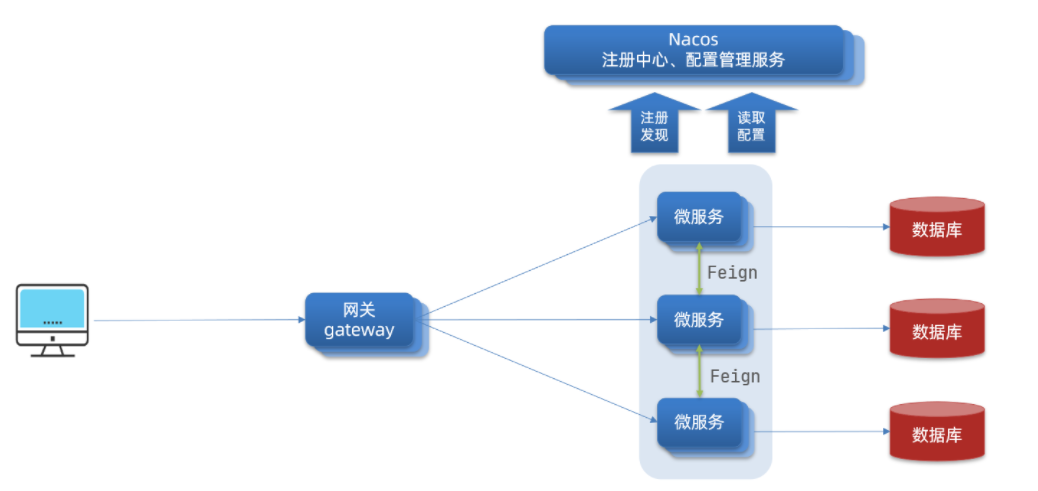 Nacos
注册中心、配置管理服务
注册
发现
读取
配置
微服务
数据库
Feign
网关
gateway
微服务
数据库
Feign
微服务
数据库